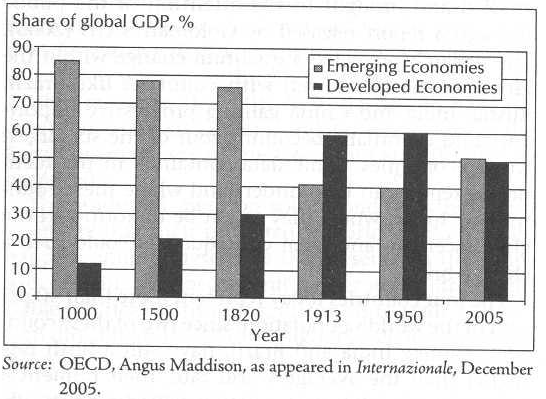 Share of global GDP, %
90
80
70
60
50
40
30
20
10
0
Emerging Economies
Developed Economies
1000 1500 1820 1913 1950 2005
Year
Source: OECD, Angus Maddison, as appeared in Internazionale, December
2005.